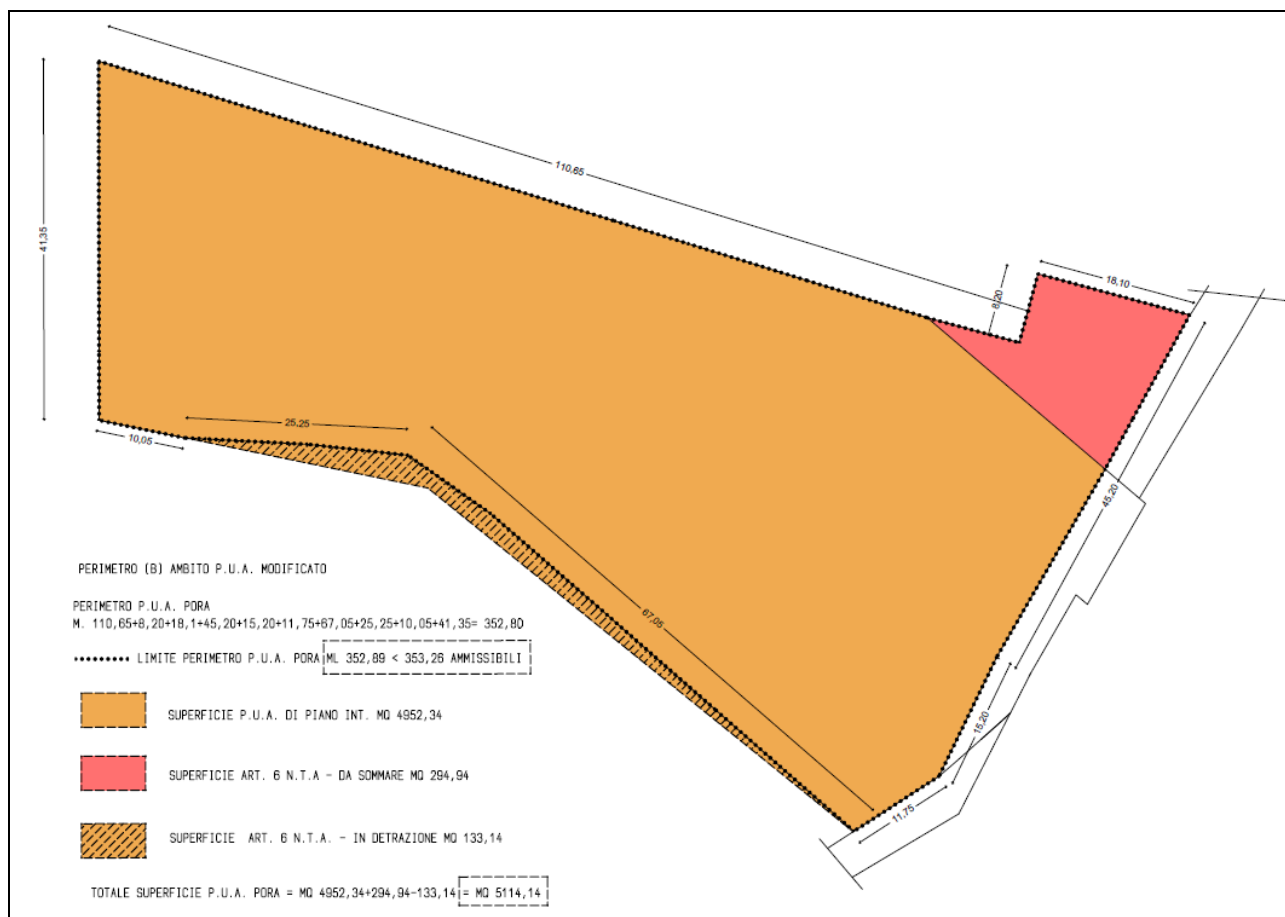 110,65
41,35
18,10
8,20
25,25
10,05
45,20
67,05
15,20
11,75
PERIMETRO (B) AMBITO P.U.A. MODIFICATO
PERIMETRO P.U.A. PORA
M. 110,65+8,20+18,1+45,20+15,20+11,75+67,05+25,25+10,05+41,35= 352,80
LIMITE PERIMETRO P.U.A. PORA ML 352,89 < 353,26 AMMISSIBILI
SUPERFICIE P.U.A. DI PIANO INT. MQ 4952,34
SUPERFICIE ART. 6 N.T.A - DA SOMMARE MQ 294,94
SUPERFICIE ART. 6 N.T.A. - IN DETRAZIONE MQ 133,14
TOTALE SUPERFICIE P.U.A. PORA = MQ 4952,34+294,94-133,14 = MQ 5114,14